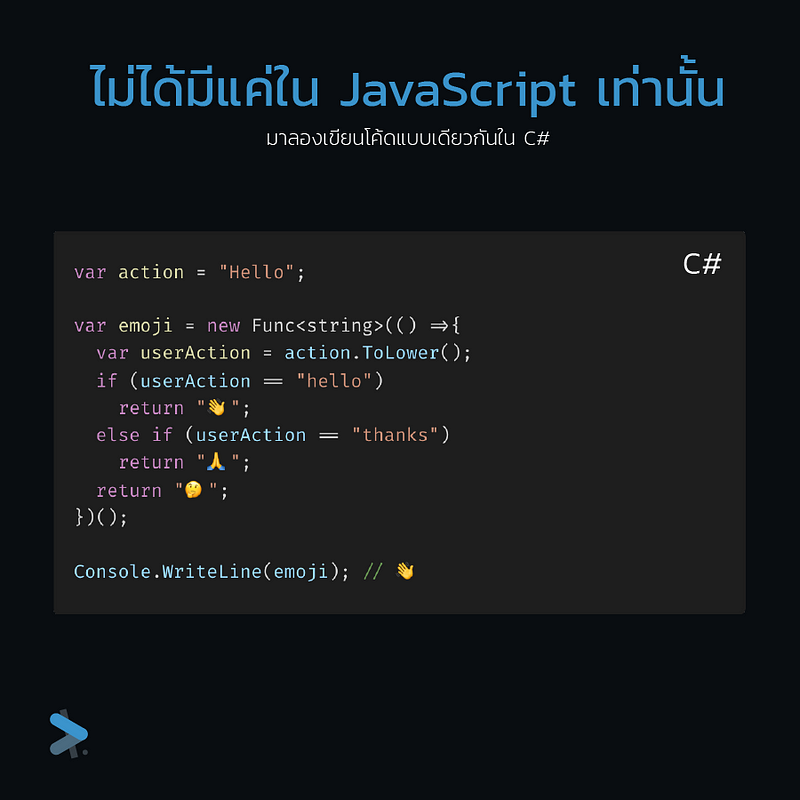 ไม่ได้มีแค่ใน JavaScript เท่านั้น
มาลองเขียนโค้ดแบบเดียวกันใน C#
C#
var action = "Hello";
var emoji = new Func<string>(() =>{
  var userAction = action.ToLower();
  if (userAction == "hello")
    return "👋";
  else if (userAction == "thanks")
    return "🙏";
  return "🤔";
})();
Console.WriteLine(emoji); // 👋